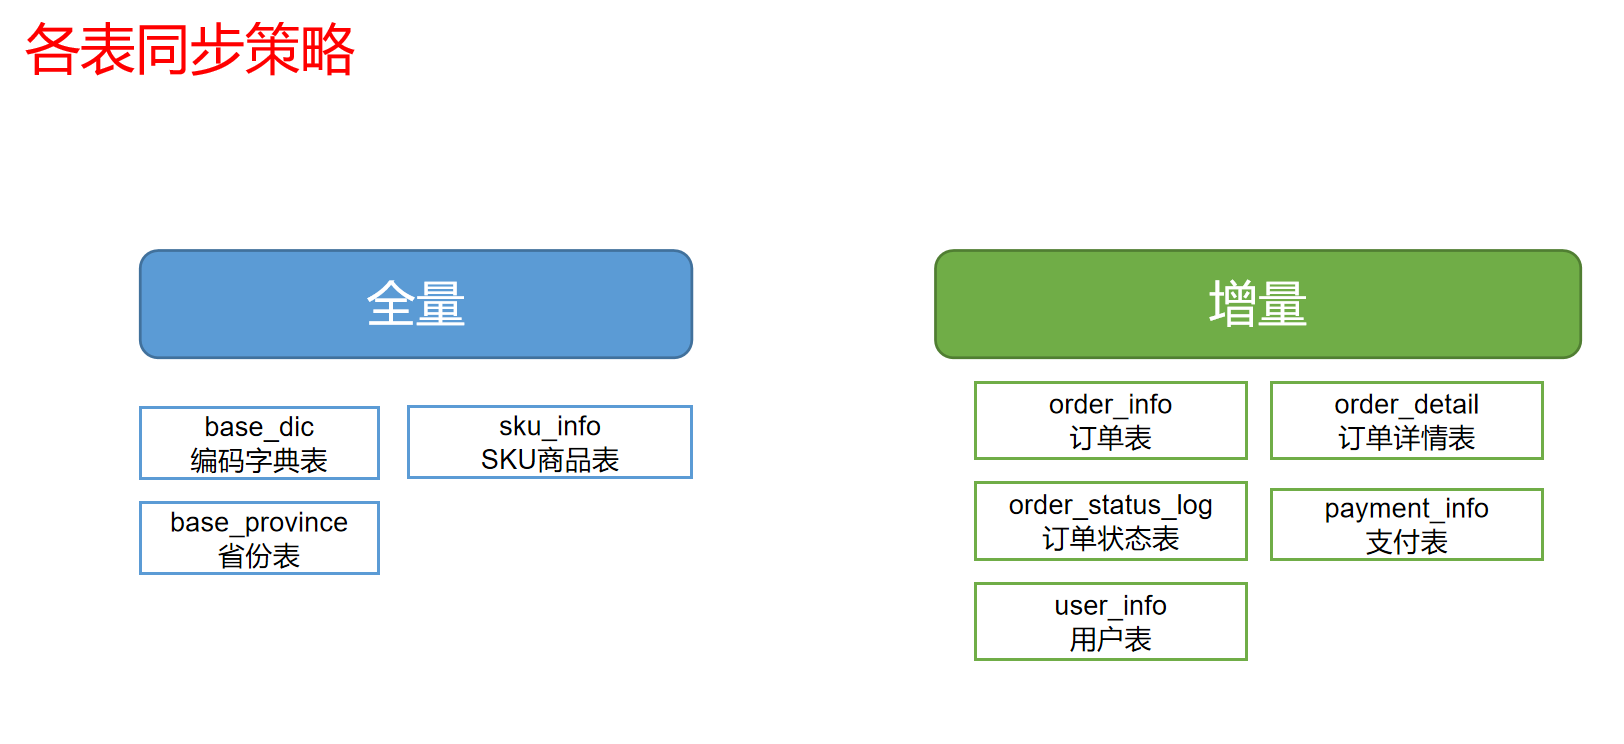 各表同步策略
全量
base_dic
编码字典表
sku_info
SKU商品表
base_province
省份表
增量
order_info
订单表
order_detail
订单详情表
order_status_log
订单状态表
payment_info
支付表
user_info
用户表